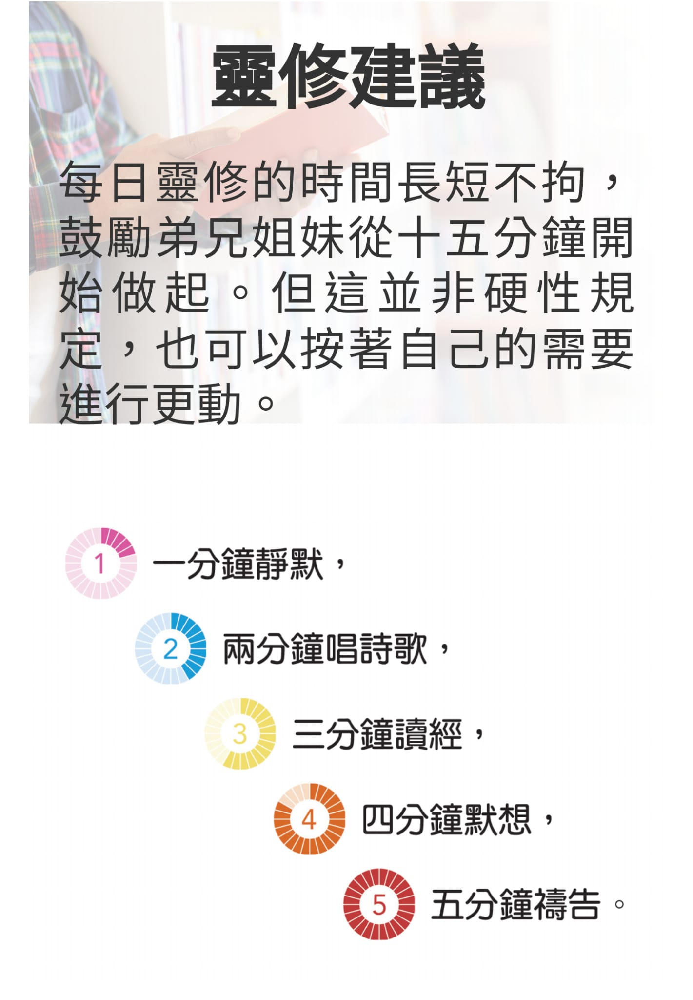 靈修建議
每日靈修的時間長短不拘，
鼓勵弟兄姐妹從十五分鐘開
始做起。但這並非硬性規
定，也可以按著自己的需要
進行更動。
1 一分鐘靜默，
2 兩分鐘唱詩歌，
3 三分鐘讀經，
4 四分鐘默想，
5 五分鐘禱告。